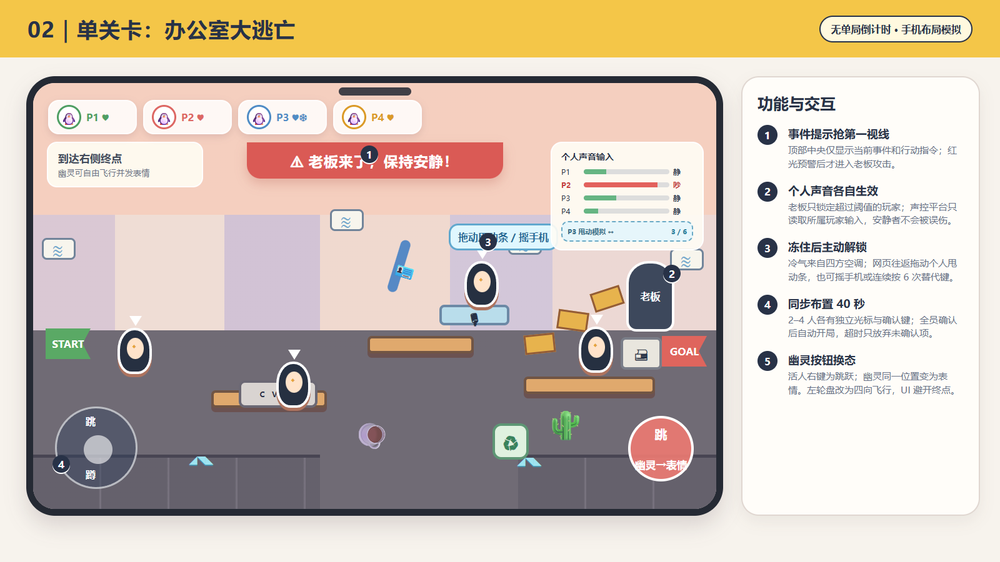 02｜单关卡：办公室大逃亡
无单局倒计时 • 手机布局模拟
P1
P2
P3
P4
到达右侧终点
幽灵可自由飞行并发表情
⚠ 老板来了，保持安静！
1
个人声音输入
P1 静
P2 吵
P3 静
P4 静
P3 甩动模拟 ↔ 3 / 6
拖动 条 / 摇手机
3
2
老板
START
GOAL
C V
跳
蹲
4
跳
幽灵→表情
功能与交互
1 事件提示抢第一视线
顶部中央仅显示当前事件和行动指令；红
光预警后才进入老板攻击。
2 个人声音各自生效
老板只锁定超过阈值的玩家；声控平台只
读取所属玩家输入，安静者不会被误伤。
3 冻住后主动解锁
冷气来自四方空调；网页往返拖动个人甩
动条，也可摇手机或连续按 6 次替代键。
4 同步布置 40 秒
2–4 人各有独立光标与确认键；全员确认
后自动开局，超时只放弃未确认项。
5 幽灵按钮换态
活人右键为跳跃；幽灵同一位置变为表
情。左轮盘改为四向飞行，UI 避开终点。